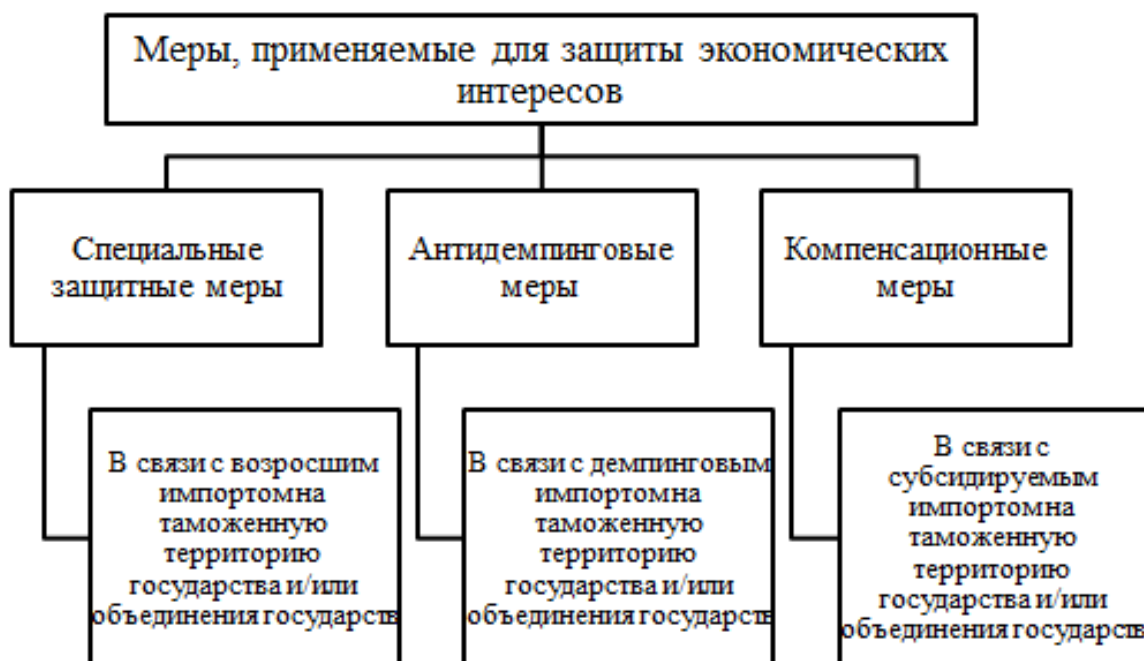 Меры, применяемые для защиты экономических
интересов
Специальные
защитные меры
Антидемпинговые
меры
Компенсационные
меры
В связи с возросшим
импортомна
таможенную
территорию
государства и/или
объединения государств
В связи с демпинговым
импортомна
таможенную
территорию
государства и/или
объединения государств
В связи с
субсидируемым
импортомна
таможенную
территорию
государства и/или
объединения государств